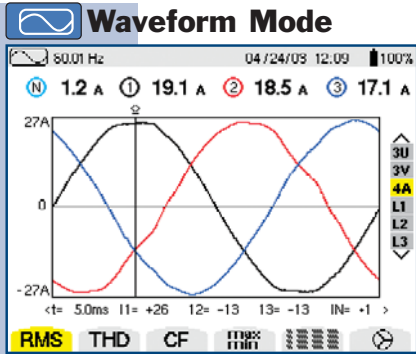 Waveform Mode
60.01 Hz 04/24/03 12:09 100%
N 1.2 A 1 19.1 A 2 18.5 A 3 17.1 A
27A
0
-27A
3U
3V
4A
L1
L2
L3
<t= 5.0ms I1= +26 I2= -13 I3= -13 IN= +1 >
RMS THD CF max min